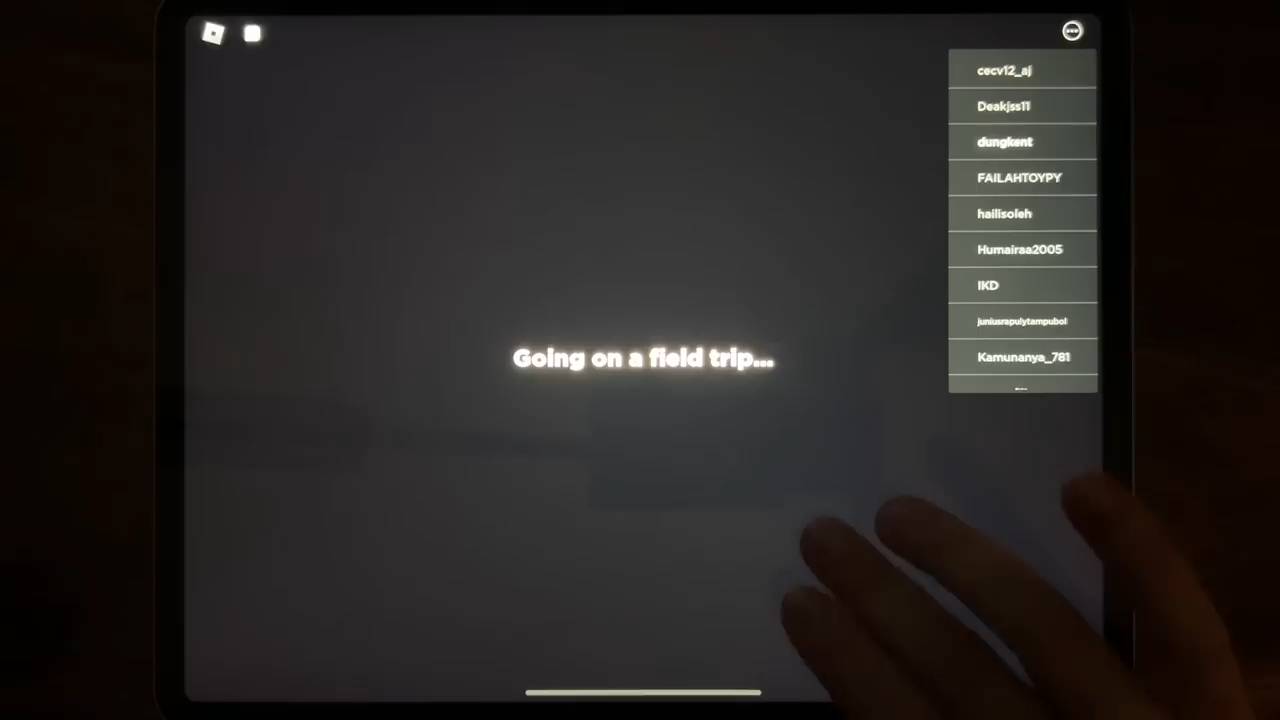 cecv12_aj
Deakjss11
dungkent
FAILAHTOYPY
hailisoleh
Humairaa2005
IKD
juniusrapulytampubol
Kamunanya_781
Going on a field trip...